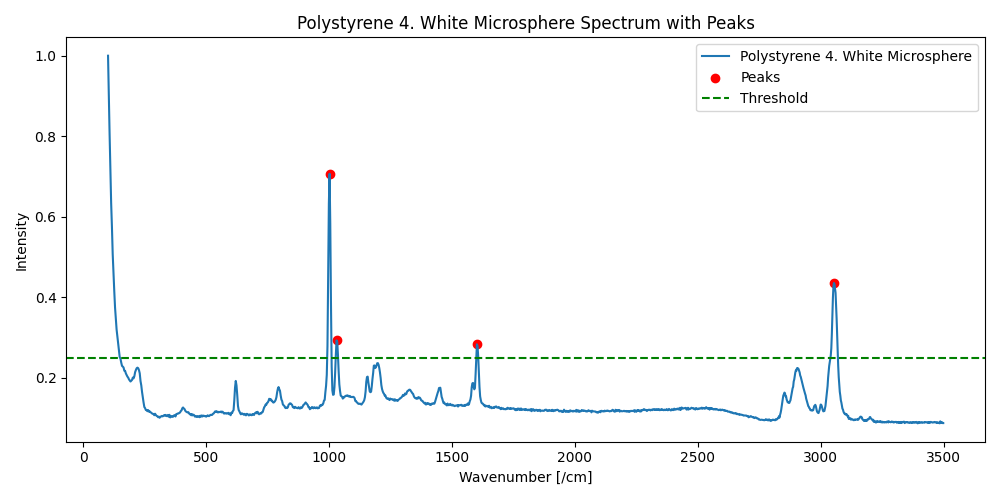 Polystyrene 4. White Microsphere Spectrum with Peaks
Polystyrene 4. White Microsphere
Peaks
Threshold
Intensity
1.0
0.8
0.6
0.4
0.2
0 500 1000 1500 2000 2500 3000 3500
Wavenumber [/cm]